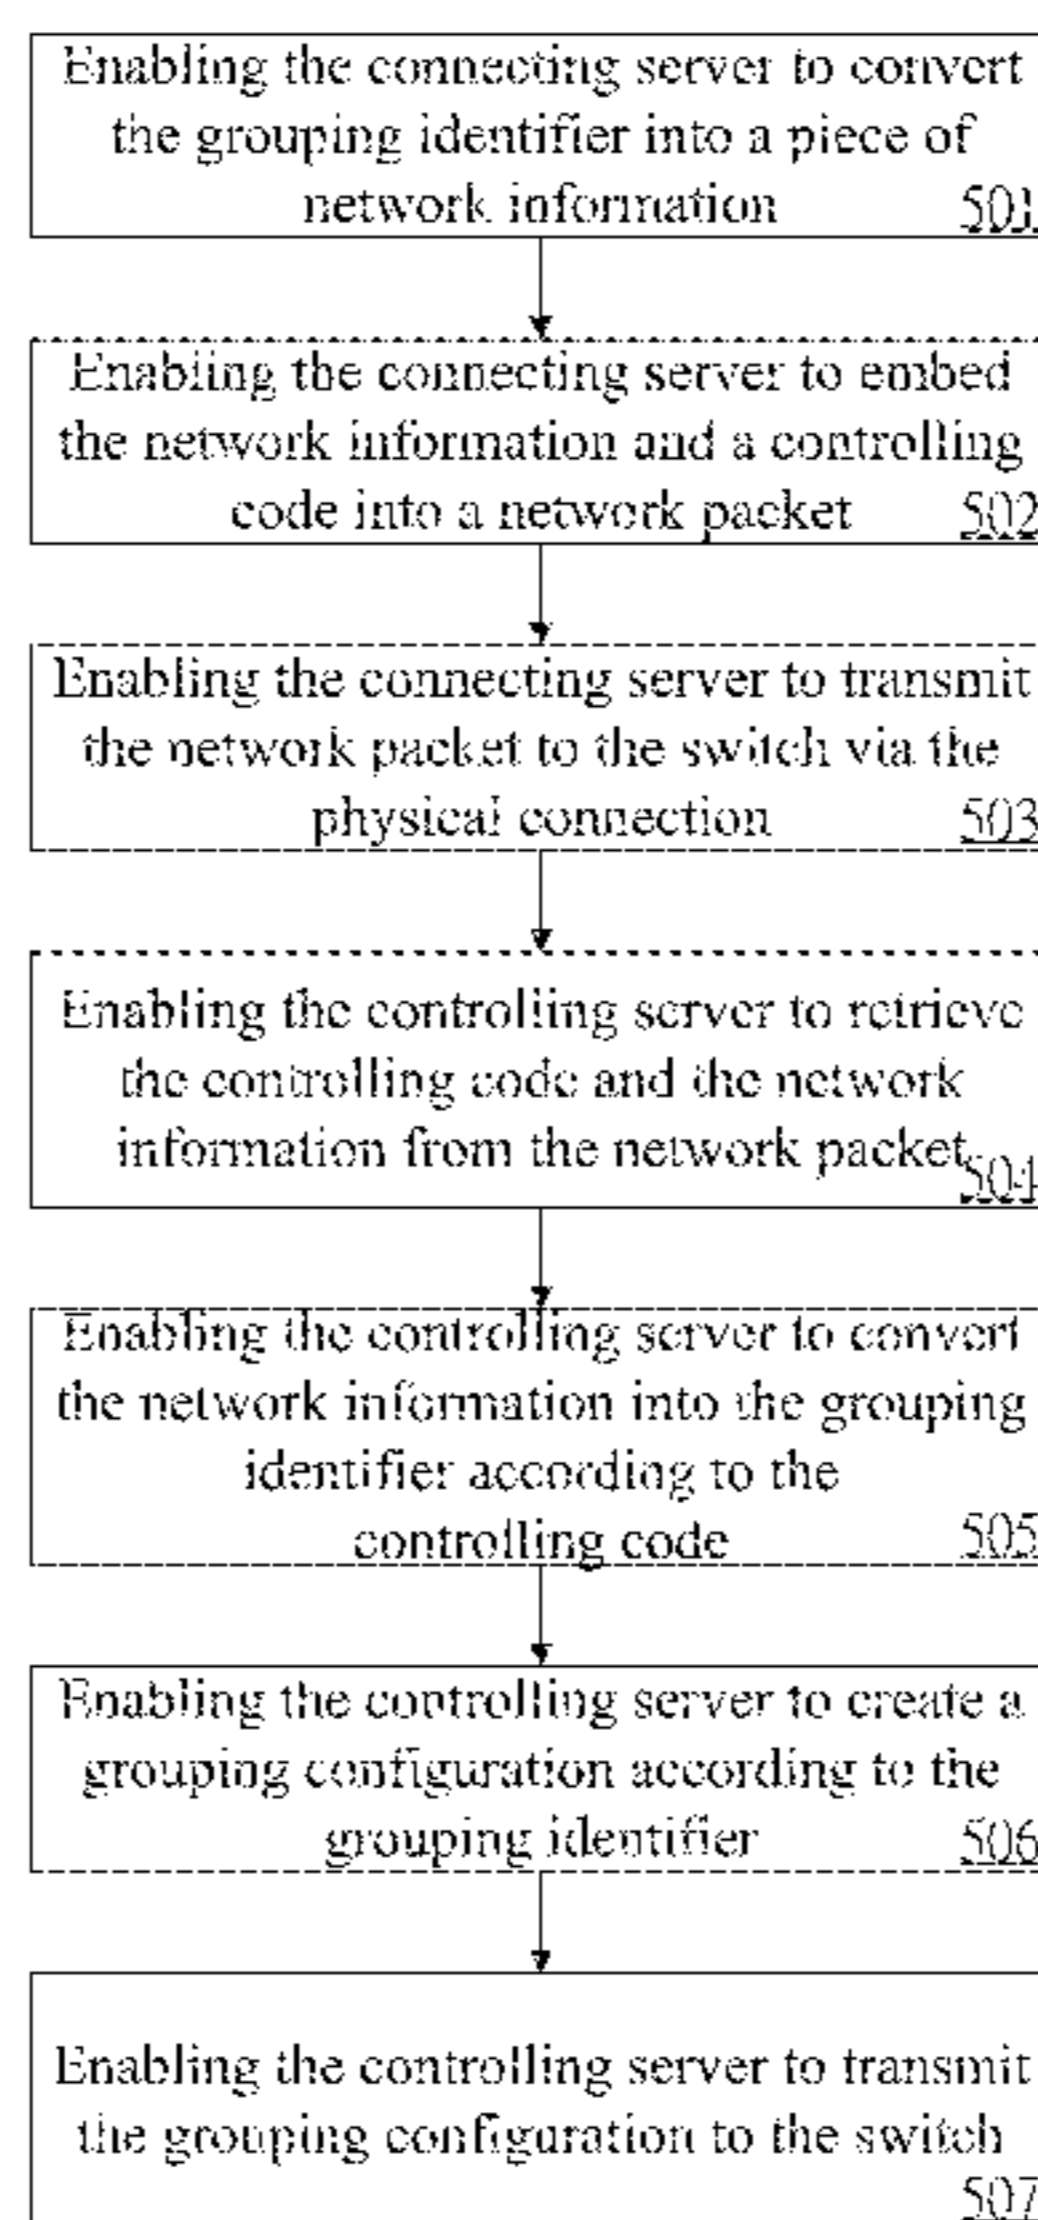 Enabling the connecting server to convert
the grouping identifier into a piece of
network information
501
Enabling the connecting server to embed
the network information and a controlling
code into a network packet
502
Enabling the connecting server to transmit
the network packet to the switch via the
physical connection
503
Enabling the controlling server to retrieve
the controlling code and the network
information from the network packet
504
Enabling the controlling server to convert
the network information into the grouping
identifier according to the
controlling code
505
Enabling the controlling server to create a
grouping configuration according to the
grouping identifier
506
Enabling the controlling server to transmit
the grouping configuration to the switch
507